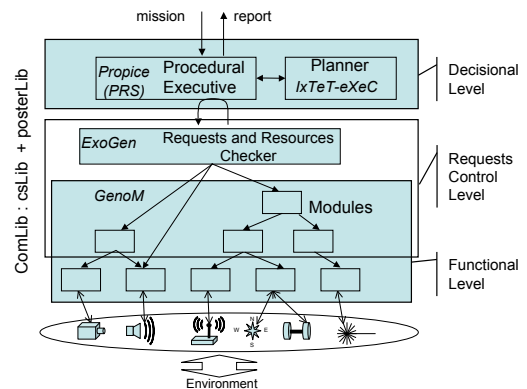 mission
report
Propice
(PRS)
Procedural
Executive
Planner
IxTeT-eXeC
Decisional
Level
ComLib : csLib + posterLib
ExoGen
Requests and Resources
Checker
Requests
Control
Level
GenoM
Modules
Functional
Level
N
W
E
S
Environment